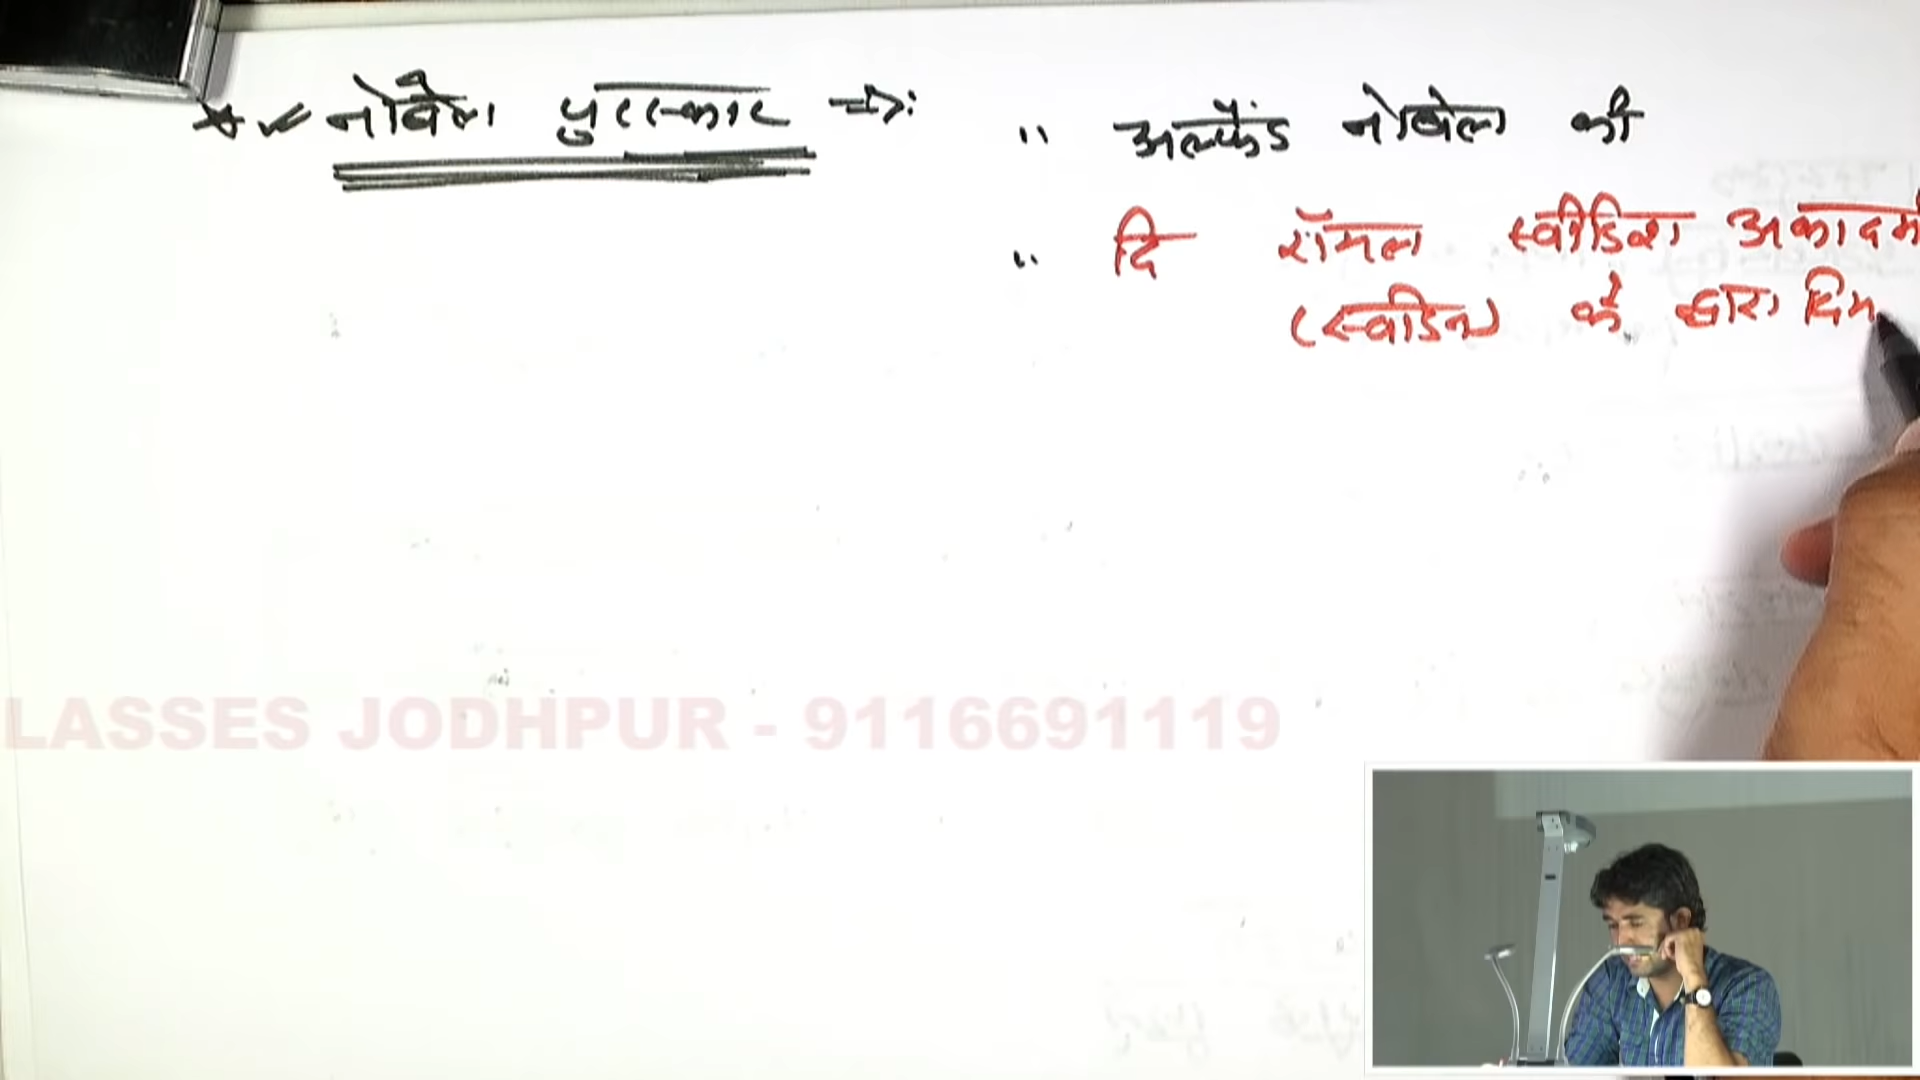 नोबेल पुरस्कार ⇒:
" अल्फ्रेंड नोबेल की
" दि रॉयल स्वीडिश अकादमी
(स्वीडन) के द्वारा दिय
LASSES JODHPUR - 9116691119